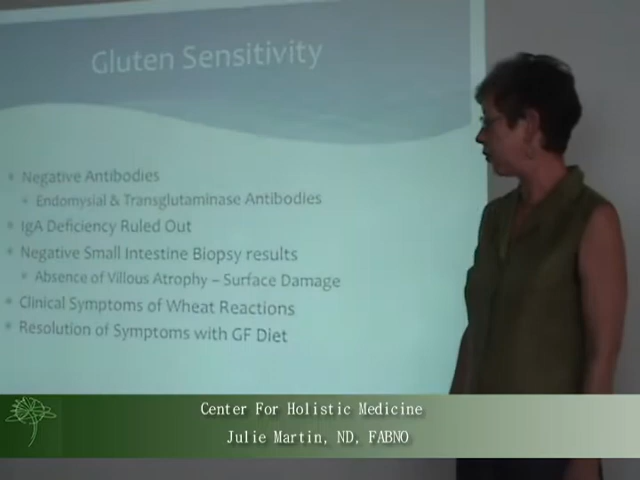 Gluten Sensitivity
Negative Antibodies
Endomysial & Transglutaminase Antibodies
IgA Deficiency Ruled Out
Negative Small Intestine Biopsy results
Absence of Villous Atrophy – Surface Damage
Clinical Symptoms of Wheat Reactions
Resolution of Symptoms with GF Diet
Center For Holistic Medicine
Julie Martin, ND, FABNO